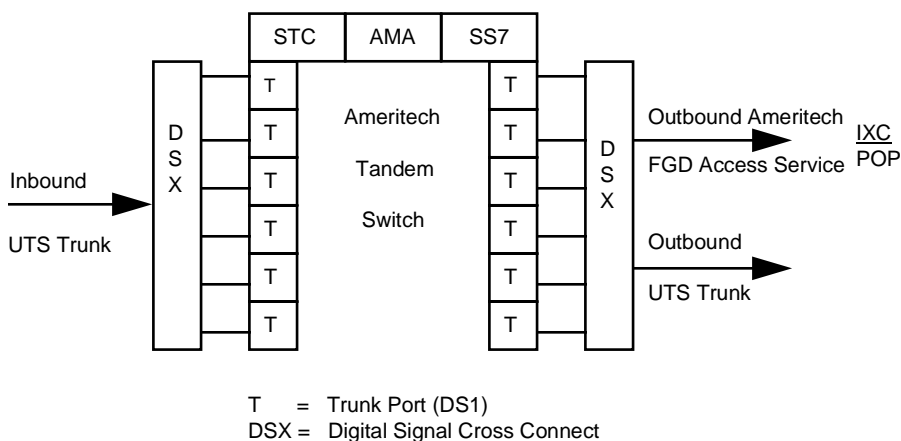 STC AMA SS7
T T
T T
T T
T T
T T
T T
D
S
X
D
S
X
Ameritech
Tandem
Switch
Inbound
UTS Trunk
Outbound Ameritech
FGD Access Service
IXC
POP
Outbound
UTS Trunk
T = Trunk Port (DS1)
DSX = Digital Signal Cross Connect